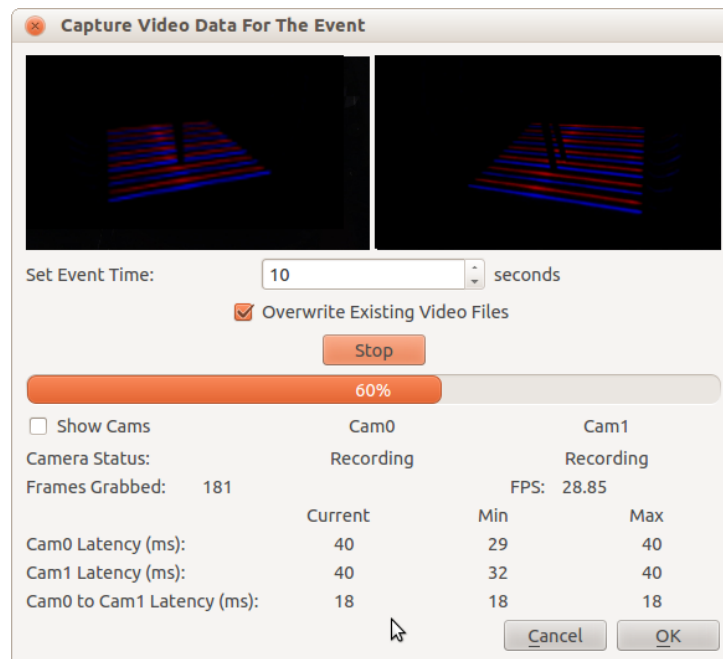 Capture Video Data For The Event
Set Event Time: 10 seconds
Overwrite Existing Video Files
Stop
60%
Show Cams Cam0 Cam1
Camera Status: Recording Recording
Frames Grabbed: 181 FPS: 28.85
Current Min Max
Cam0 Latency (ms): 40 29 40
Cam1 Latency (ms): 40 32 40
Cam0 to Cam1 Latency (ms): 18 18 18
Cancel OK